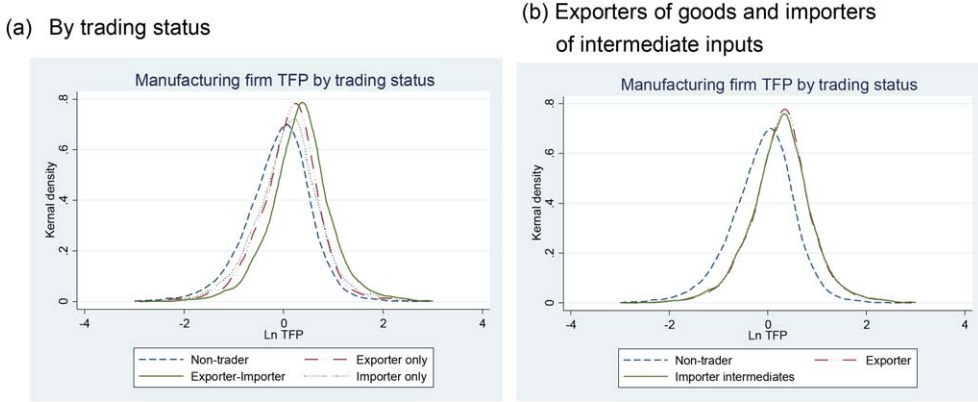 (a) By trading status
Manufacturing firm TFP by trading status
.8
.6
.4
.2
0
Kernal density
-4
-2
0
2
4
Ln TFP
Non-trader
Exporter only
Exporter-Importer
Importer only
(b) Exporters of goods and importers
of intermediate inputs
Manufacturing firm TFP by trading status
.8
.6
.4
.2
0
Kernal density
-4
-2
0
2
4
Ln TFP
Non-trader
Exporter
Importer intermediates